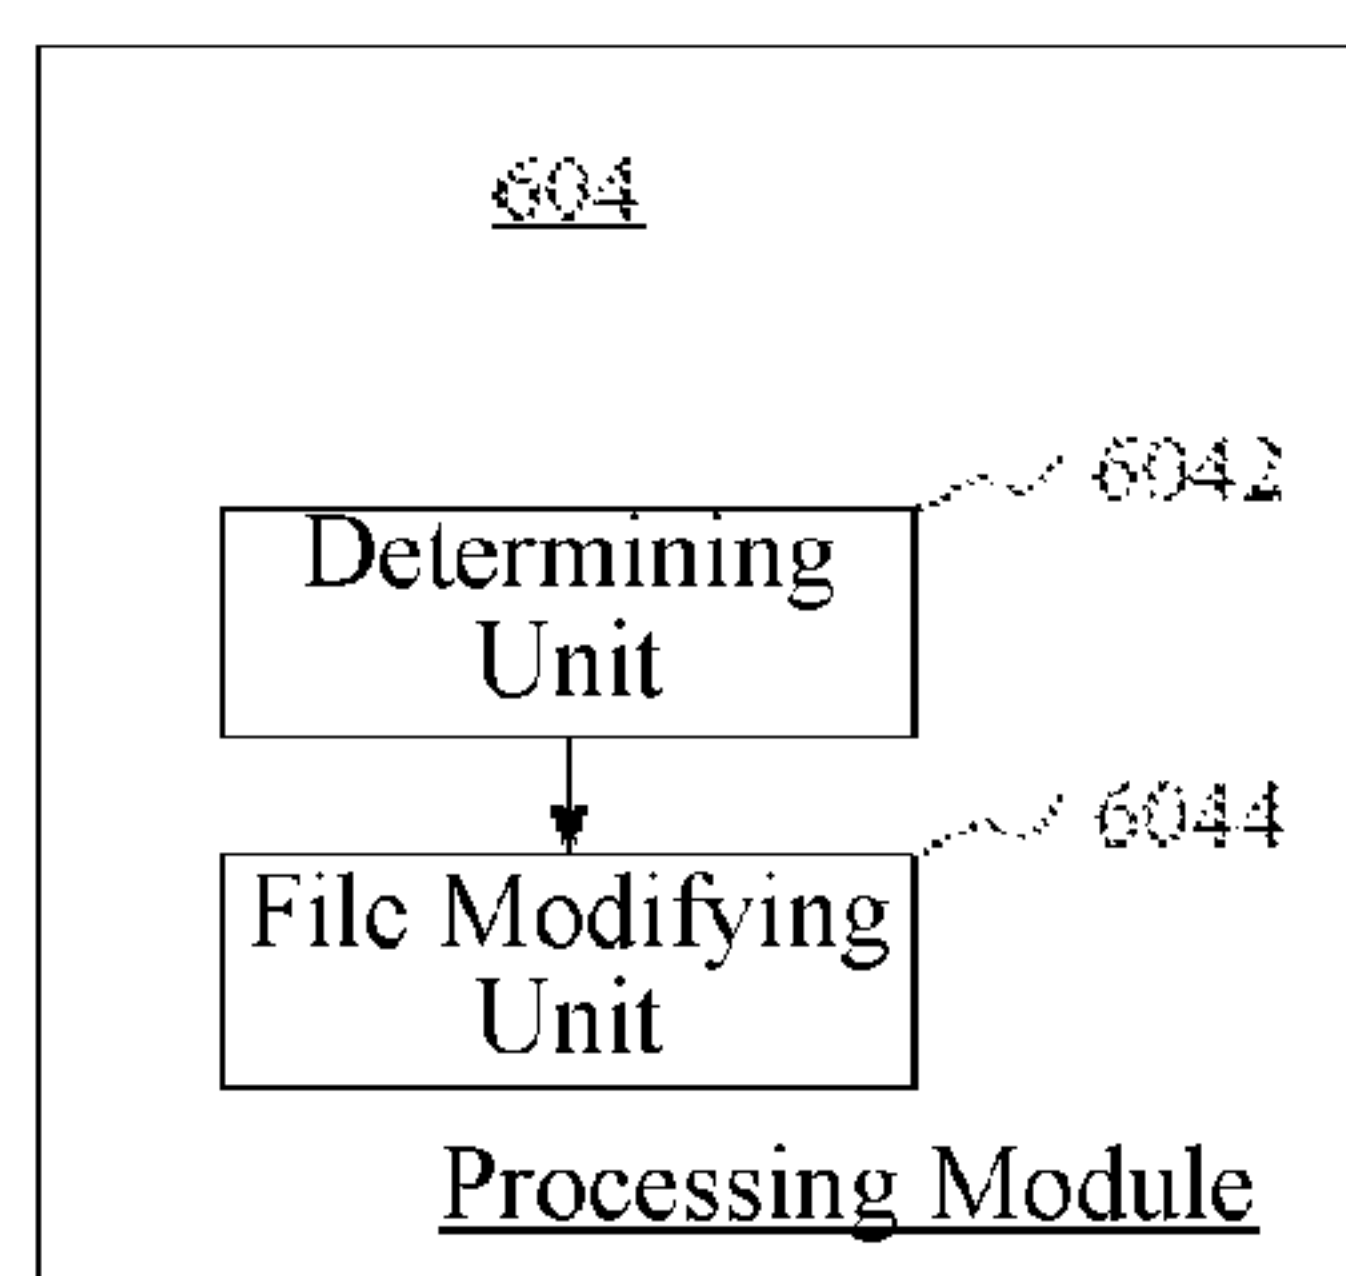 604
6042
Determining
Unit
6044
File Modifying
Unit
Processing Module